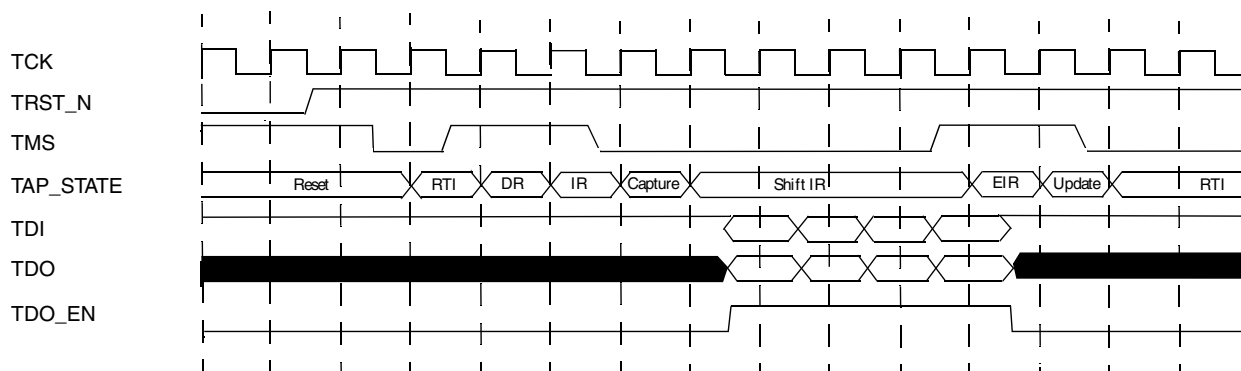 TCK
TRST_N
TMS
TAP_STATE Reset RTI DR IR Capture Shift IR EIR Update RTI
TDI
TDO
TDO_EN